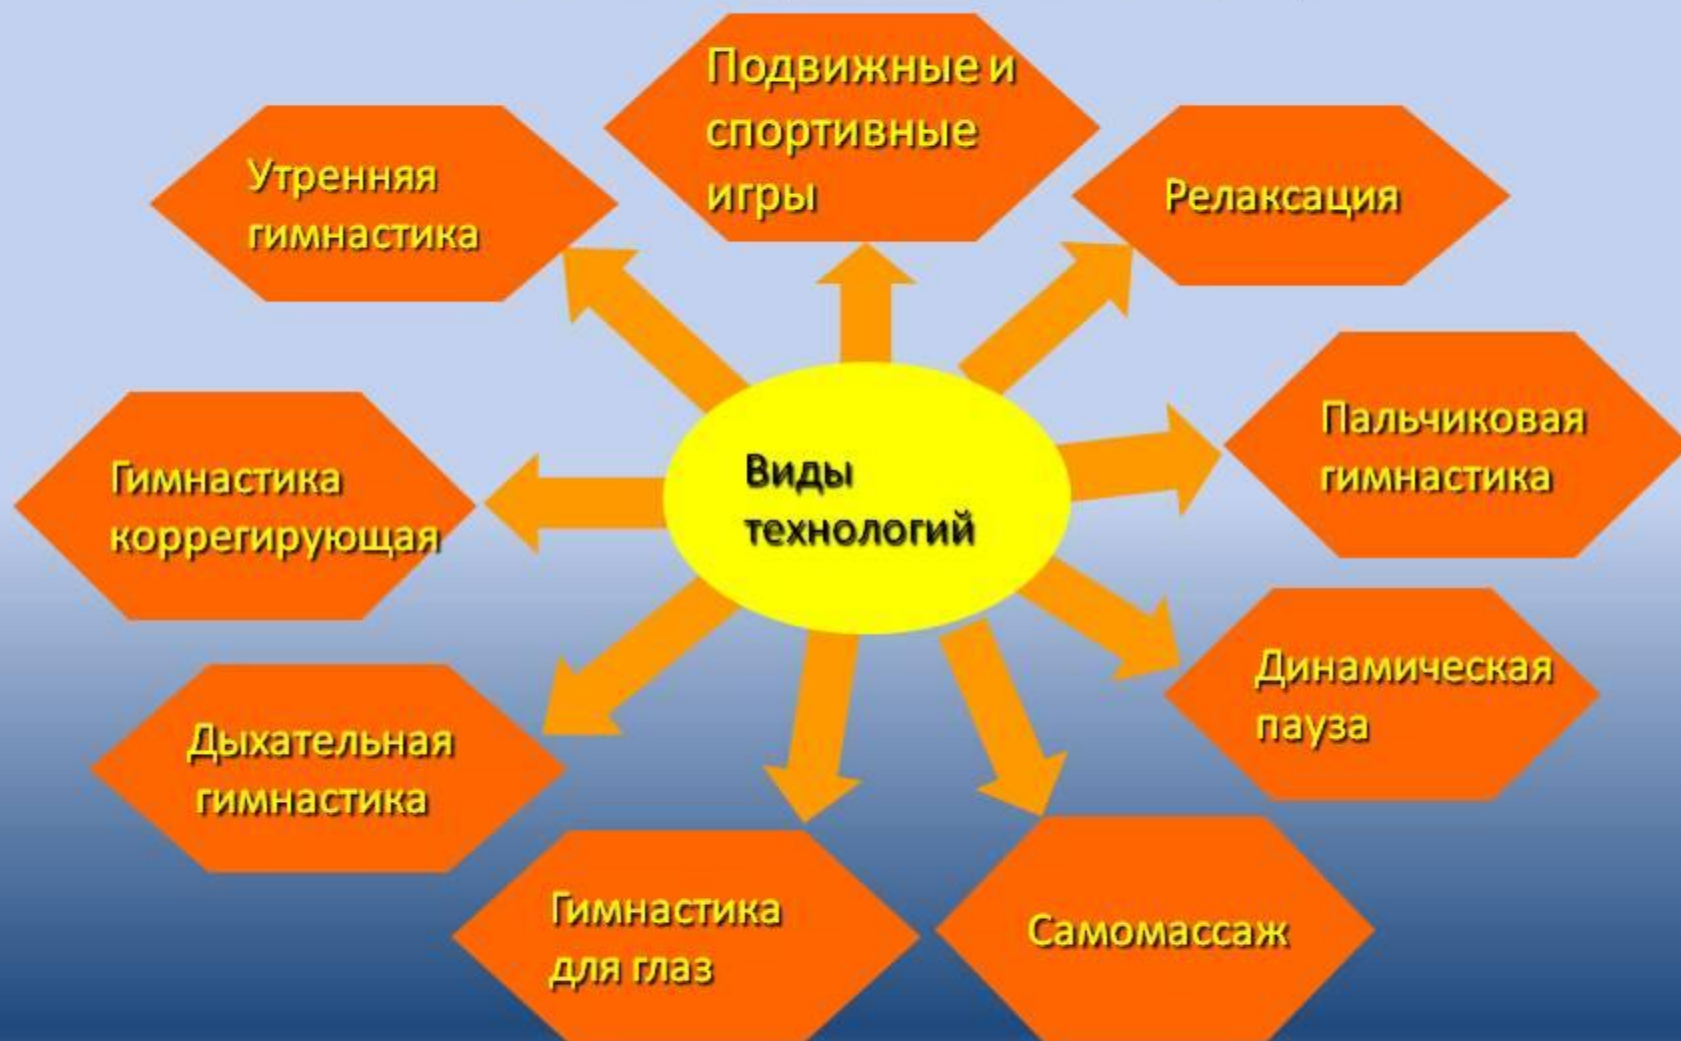 Подвижные и
спортивные
игры
Утренняя
гимнастика
Релаксация
Пальчиковая
гимнастика
Виды
технологий
Гимнастика
коррегирующая
Динамическая
пауза
Дыхательная
гимнастика
Гимнастика
для глаз
Самомассаж